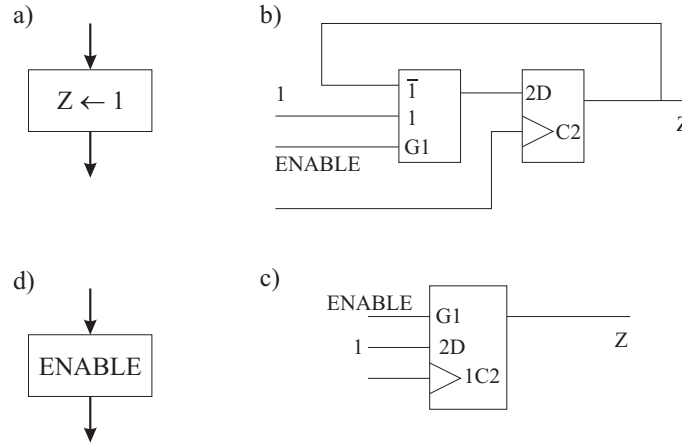 a)
Z ← 1
b)
1
ENABLE
1̅
1
G1
2D
C2
Z
d)
ENABLE
c)
ENABLE
1
G1
2D
1C2
Z